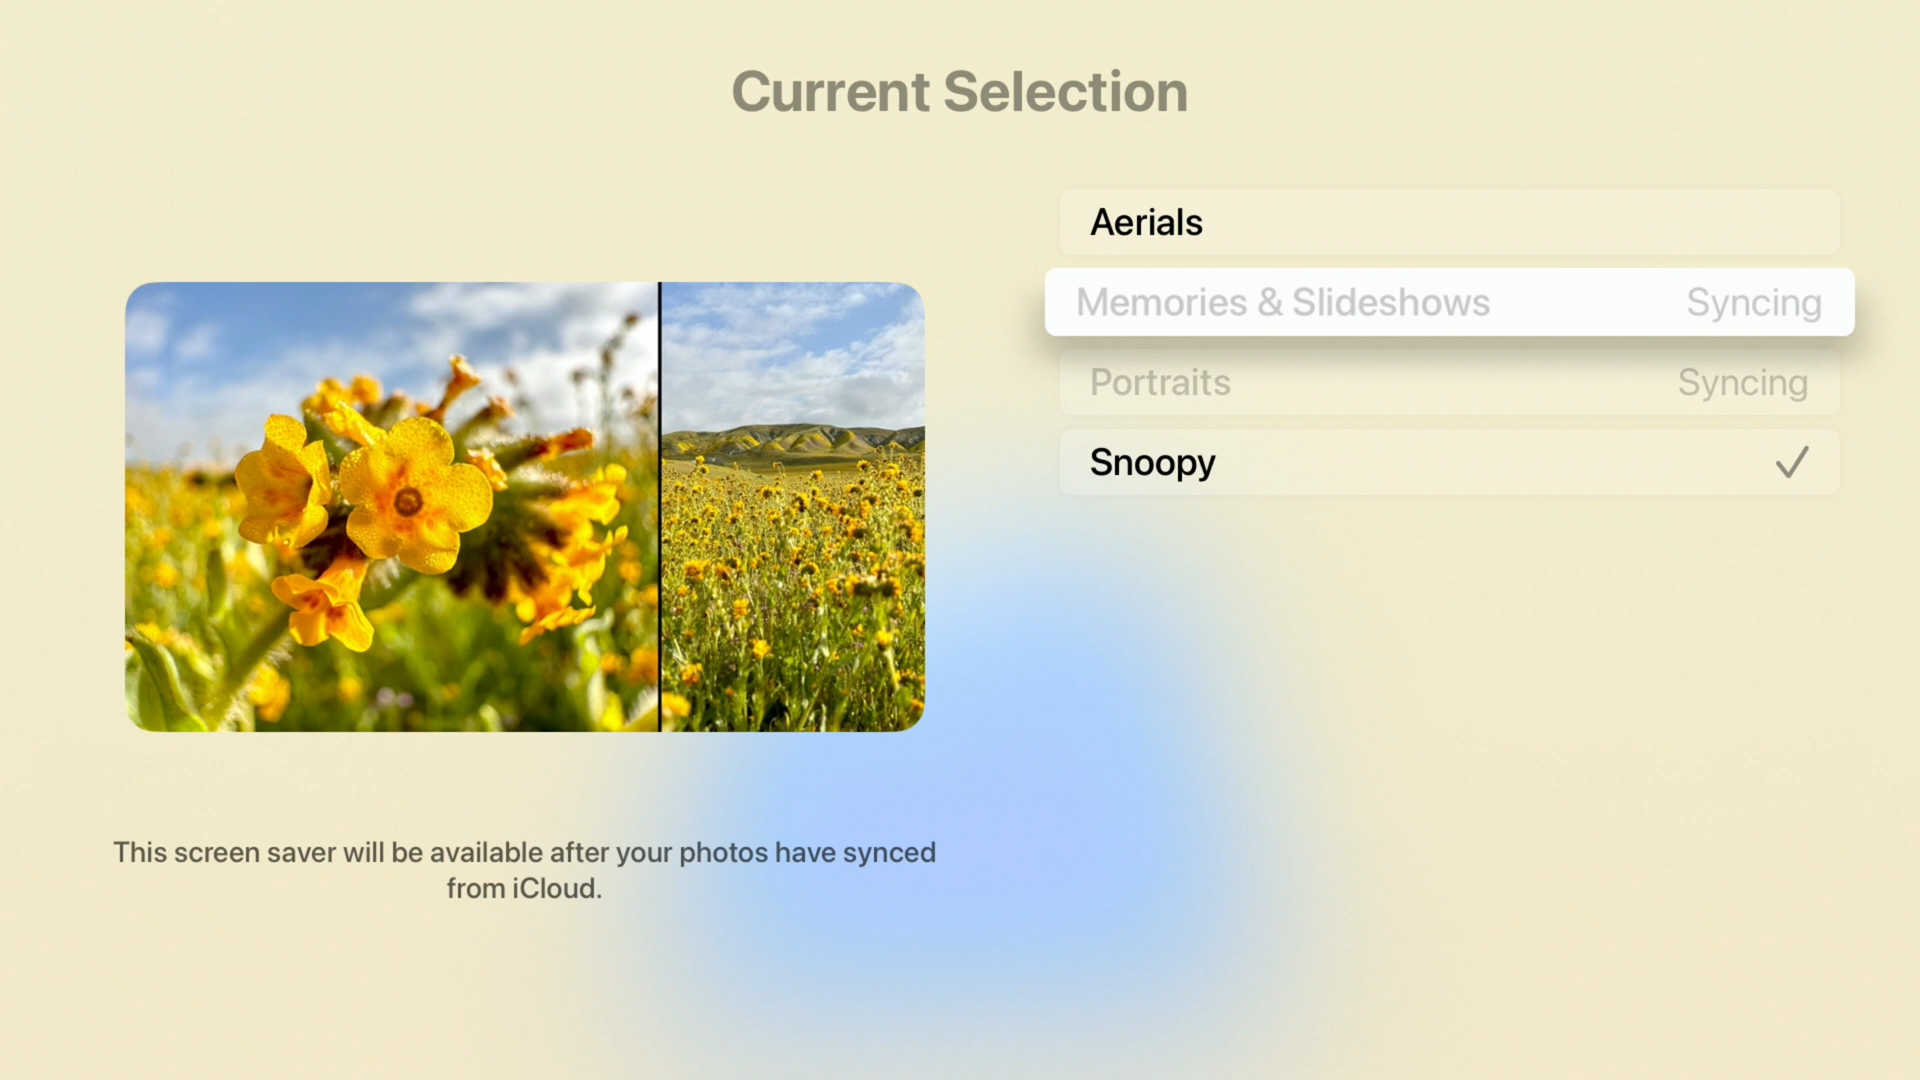 Current Selection
Aerials
Memories & Slideshows Syncing
Portraits Syncing
Snoopy
This screen saver will be available after your photos have synced
from iCloud.